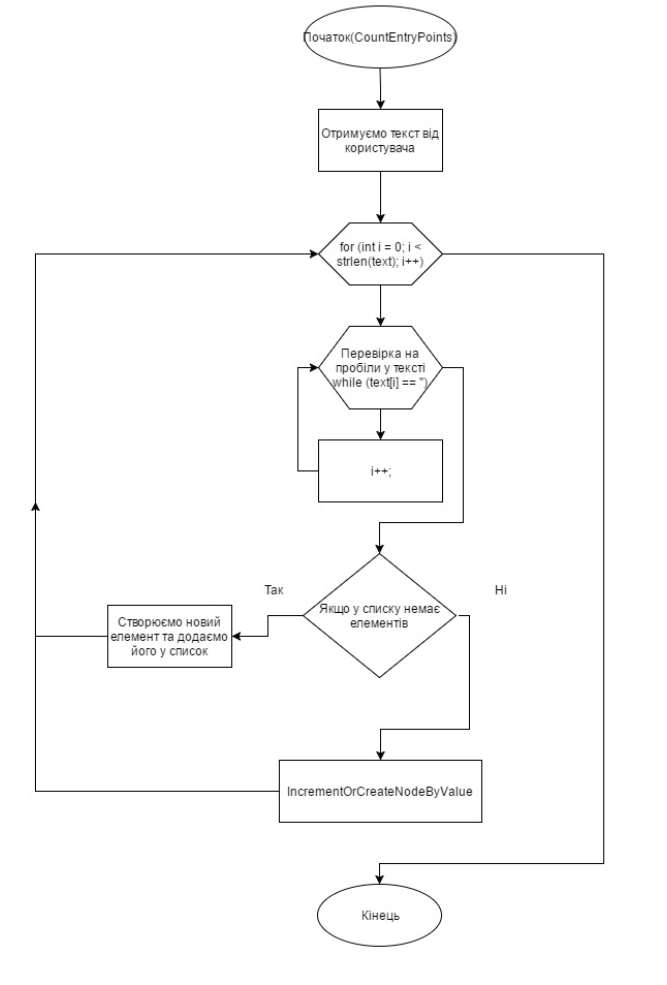 Початок(CountEntryPoints)
Отримуємо текст від
користувача
for (int i = 0; i <
strlen(text); i++)
Перевірка на
пробіли у тексті
while (text[i] == '')
i++;
Так
Ні
Якщо у списку немає
елементів
Створюємо новий
елемент та додаємо
його у список
IncrementOrCreateNodeByValue
Кінець